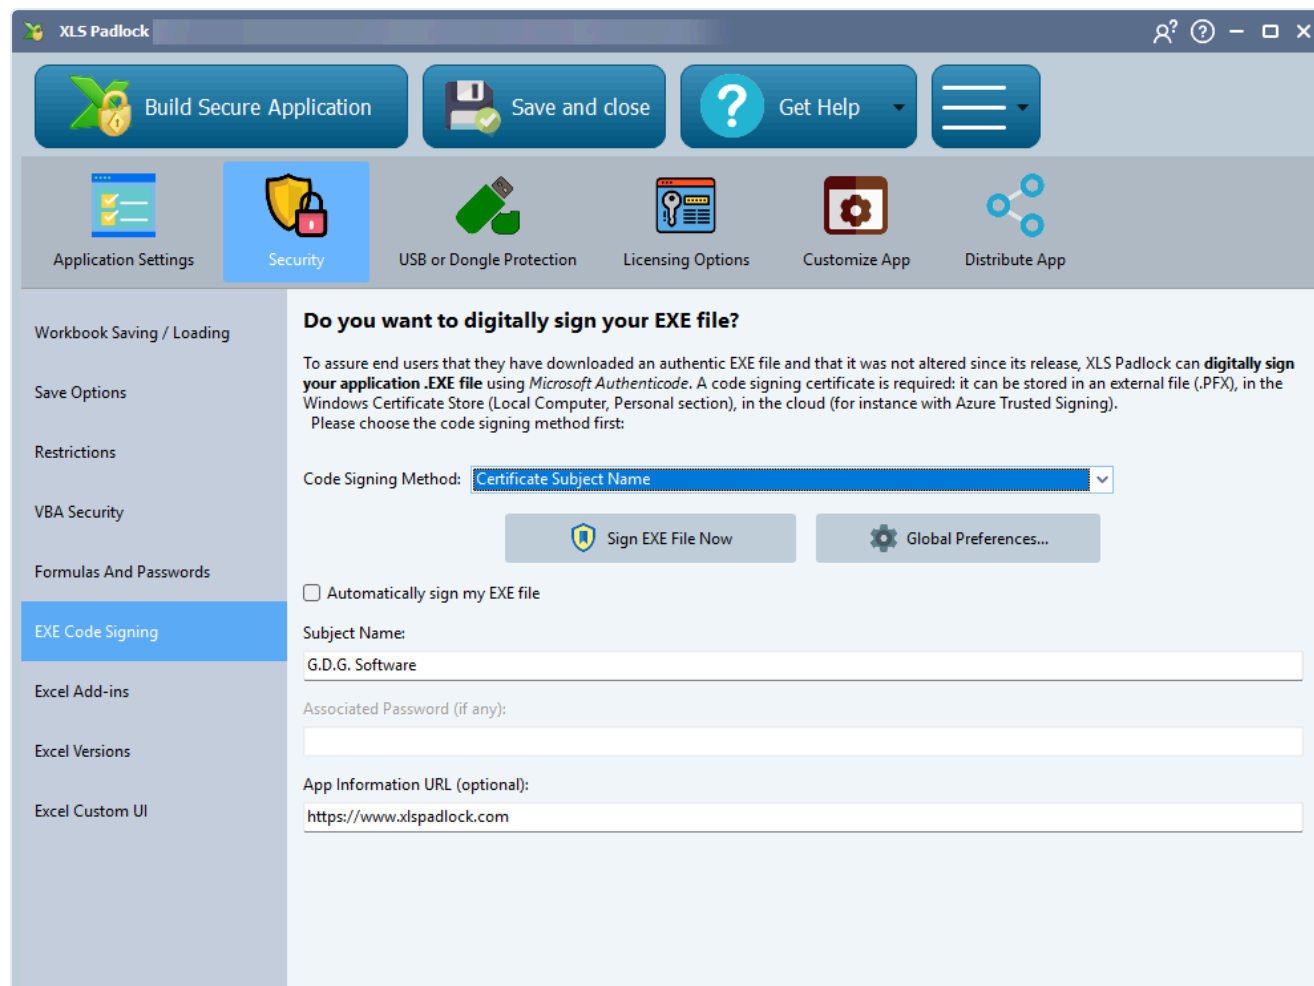 XLS Padlock
Build Secure Application
Save and close
Get Help
Application Settings
Security
USB or Dongle Protection
Licensing Options
Customize App
Distribute App
Workbook Saving / Loading
Save Options
Restrictions
VBA Security
Formulas And Passwords
EXE Code Signing
Excel Add-ins
Excel Versions
Excel Custom UI
Do you want to digitally sign your EXE file?
To assure end users that they have downloaded an authentic EXE file and that it was not altered since its release, XLS Padlock can digitally sign
your application .EXE file using Microsoft Authenticode. A code signing certificate is required: it can be stored in an external file (.PFX), in the
Windows Certificate Store (Local Computer, Personal section), in the cloud (for instance with Azure Trusted Signing).
Please choose the code signing method first:
Code Signing Method: Certificate Subject Name
Sign EXE File Now
Global Preferences...
Automatically sign my EXE file
Subject Name:
G.D.G. Software
Associated Password (if any):
App Information URL (optional):
https://www.xlspadlock.com